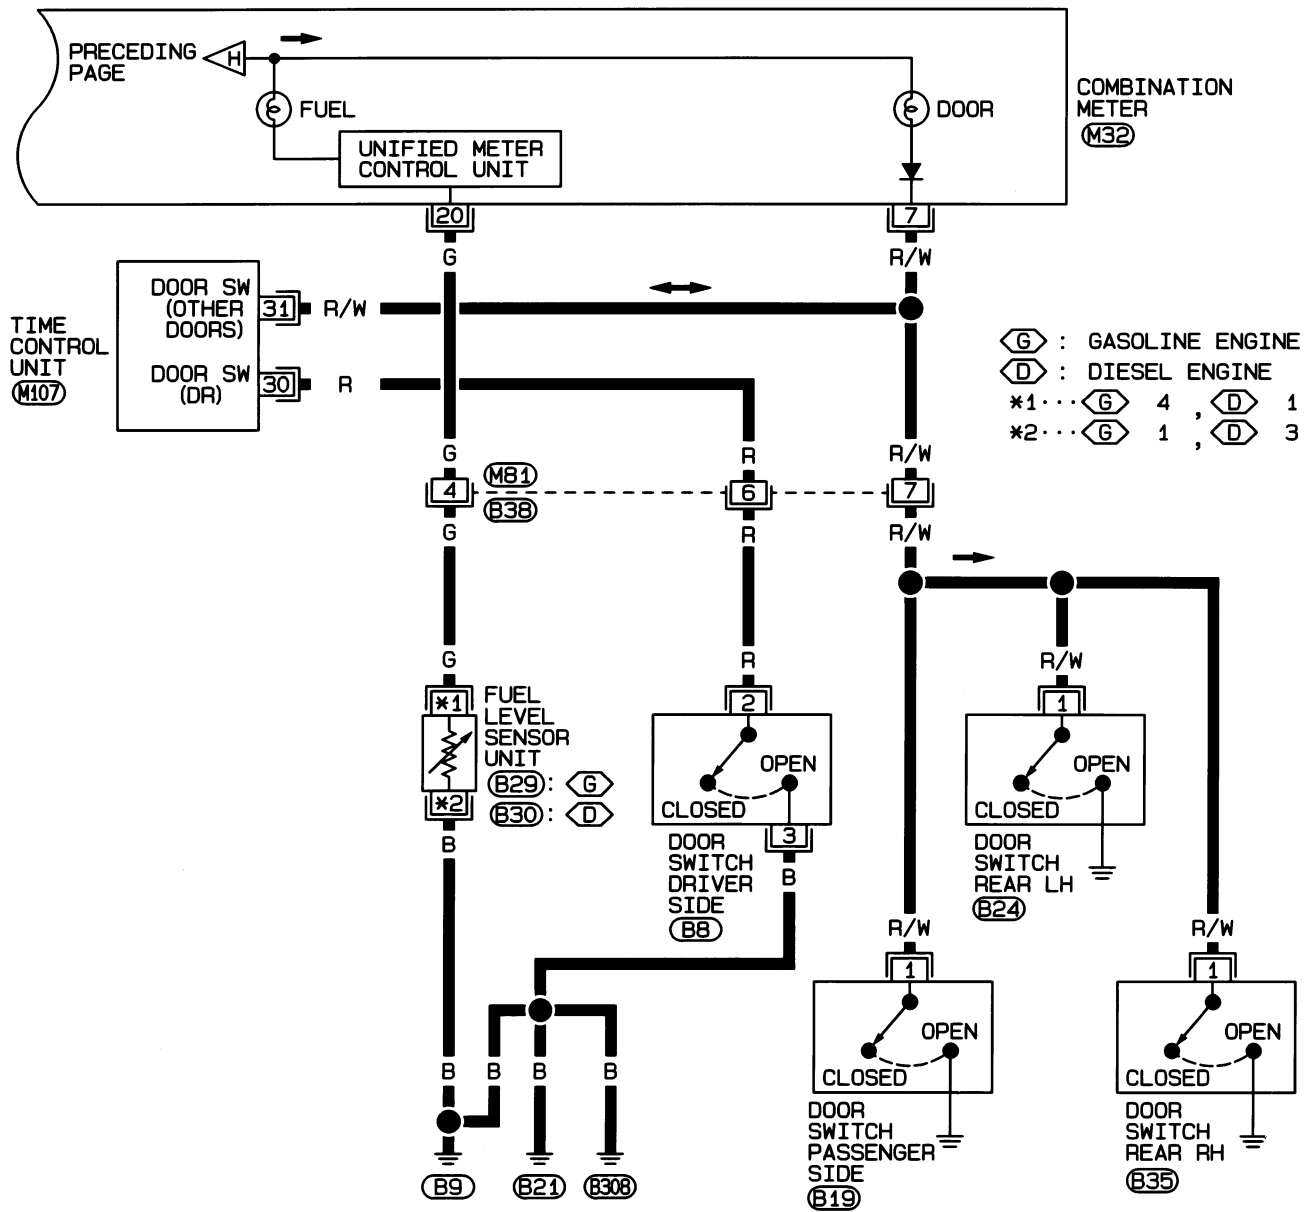 PRECEDING
PAGE
H
FUEL
DOOR
COMBINATION
METER
M32
UNIFIED METER
CONTROL UNIT
20
7
G
R/W
TIME
CONTROL
UNIT
M107
DOOR SW
(OTHER
DOORS)
31
R/W
DOOR SW
(DR)
30
R
G : GASOLINE ENGINE
D : DIESEL ENGINE
*1··· G 4 , D 1
*2··· G 1 , D 3
G
R
R/W
4
M81
B38
6
7
G
R
R/W
G
R
R/W
*1
FUEL
LEVEL
SENSOR
UNIT
B29 : G
B30 : D
*2
B
2
OPEN
CLOSED
3
B
DOOR
SWITCH
DRIVER
SIDE
B8
1
OPEN
CLOSED
DOOR
SWITCH
REAR LH
B24
R/W
R/W
1
OPEN
CLOSED
DOOR
SWITCH
PASSENGER
SIDE
B19
1
OPEN
CLOSED
DOOR
SWITCH
REAR RH
B35
B
B
B
B
B9
B21
B308